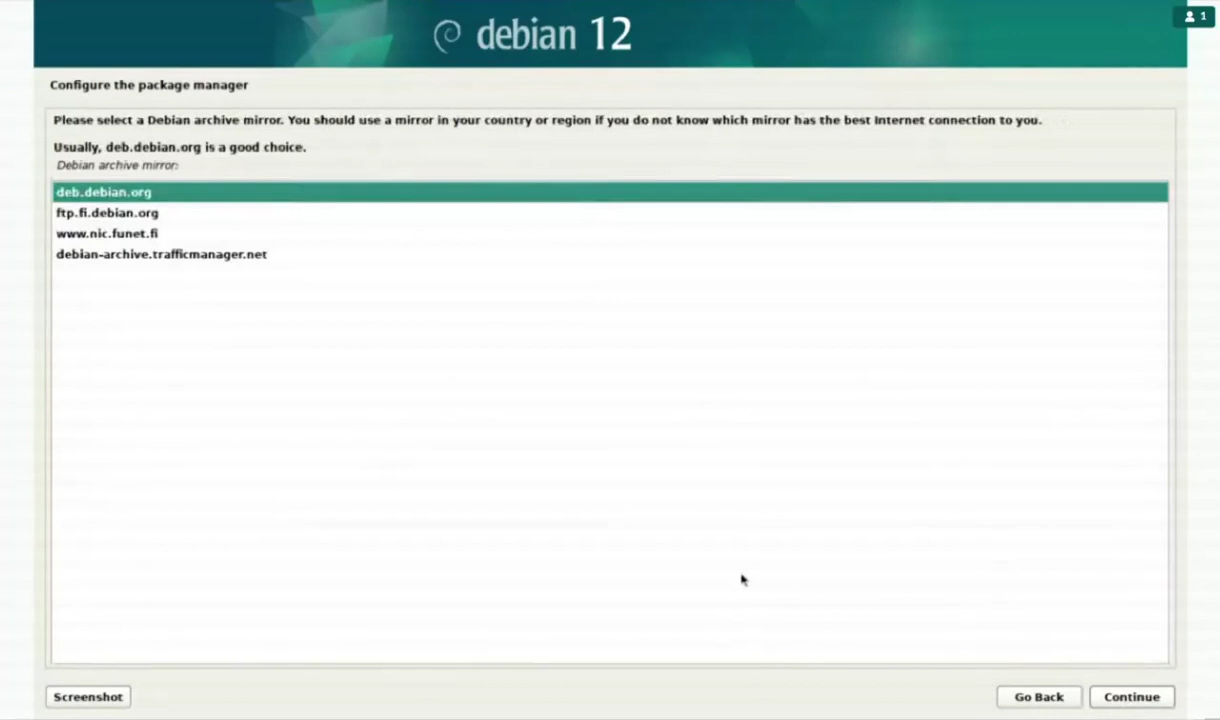 debian 12
1
Configure the package manager
Please select a Debian archive mirror. You should use a mirror in your country or region if you do not know which mirror has the best Internet connection to you.
Usually, deb.debian.org is a good choice.
Debian archive mirror:
deb.debian.org
ftp.fi.debian.org
www.nic.funet.fi
debian-archive.trafficmanager.net
Screenshot
Go Back
Continue